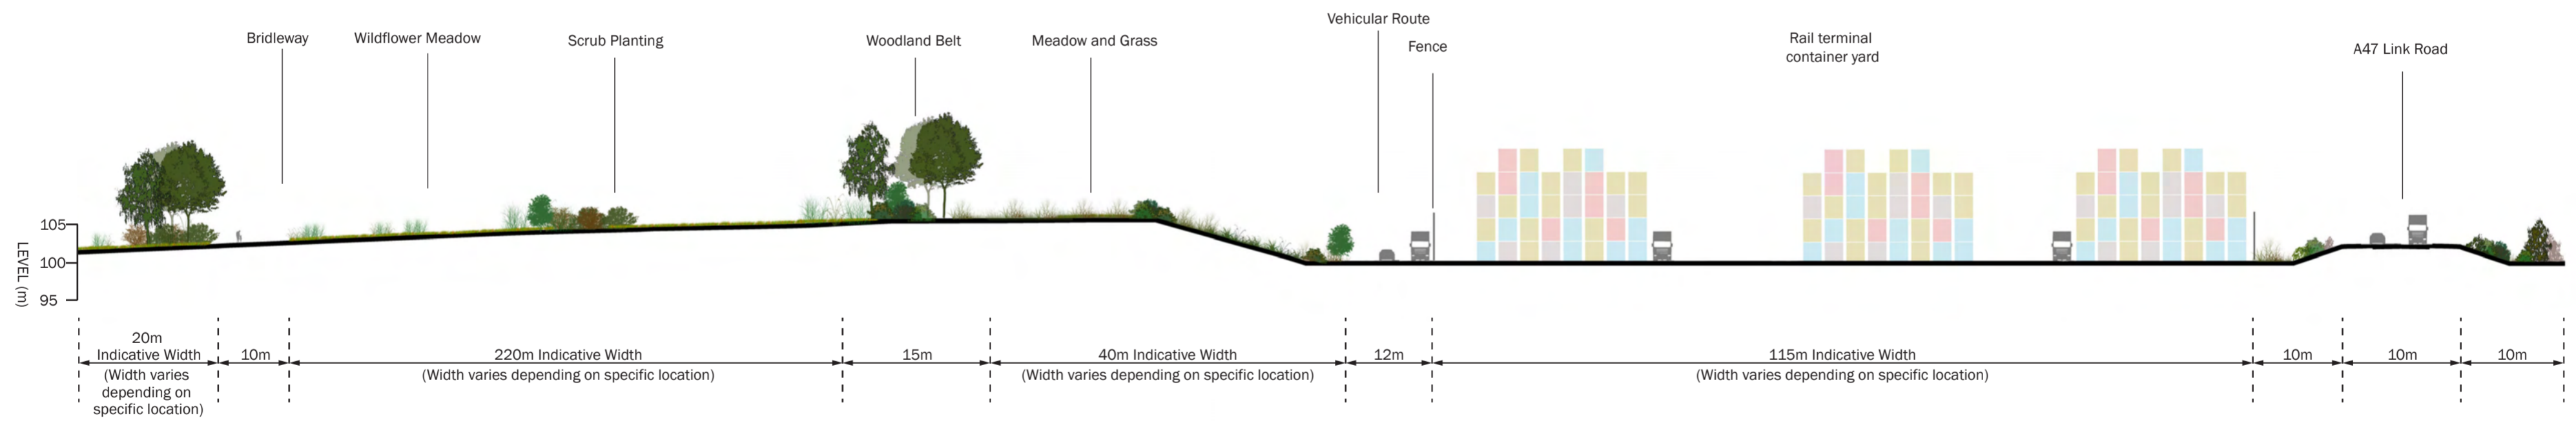 Vehicular Route
Bridleway
Wildflower Meadow
Scrub Planting
Woodland Belt
Meadow and Grass
Fence
Rail terminal
container yard
A47 Link Road
LEVEL (m)
105
100
95
20m
Indicative Width
(Width varies
depending on
specific location)
10m
220m Indicative Width
(Width varies depending on specific location)
15m
40m Indicative Width
(Width varies depending on specific location)
12m
115m Indicative Width
(Width varies depending on specific location)
10m
10m
10m